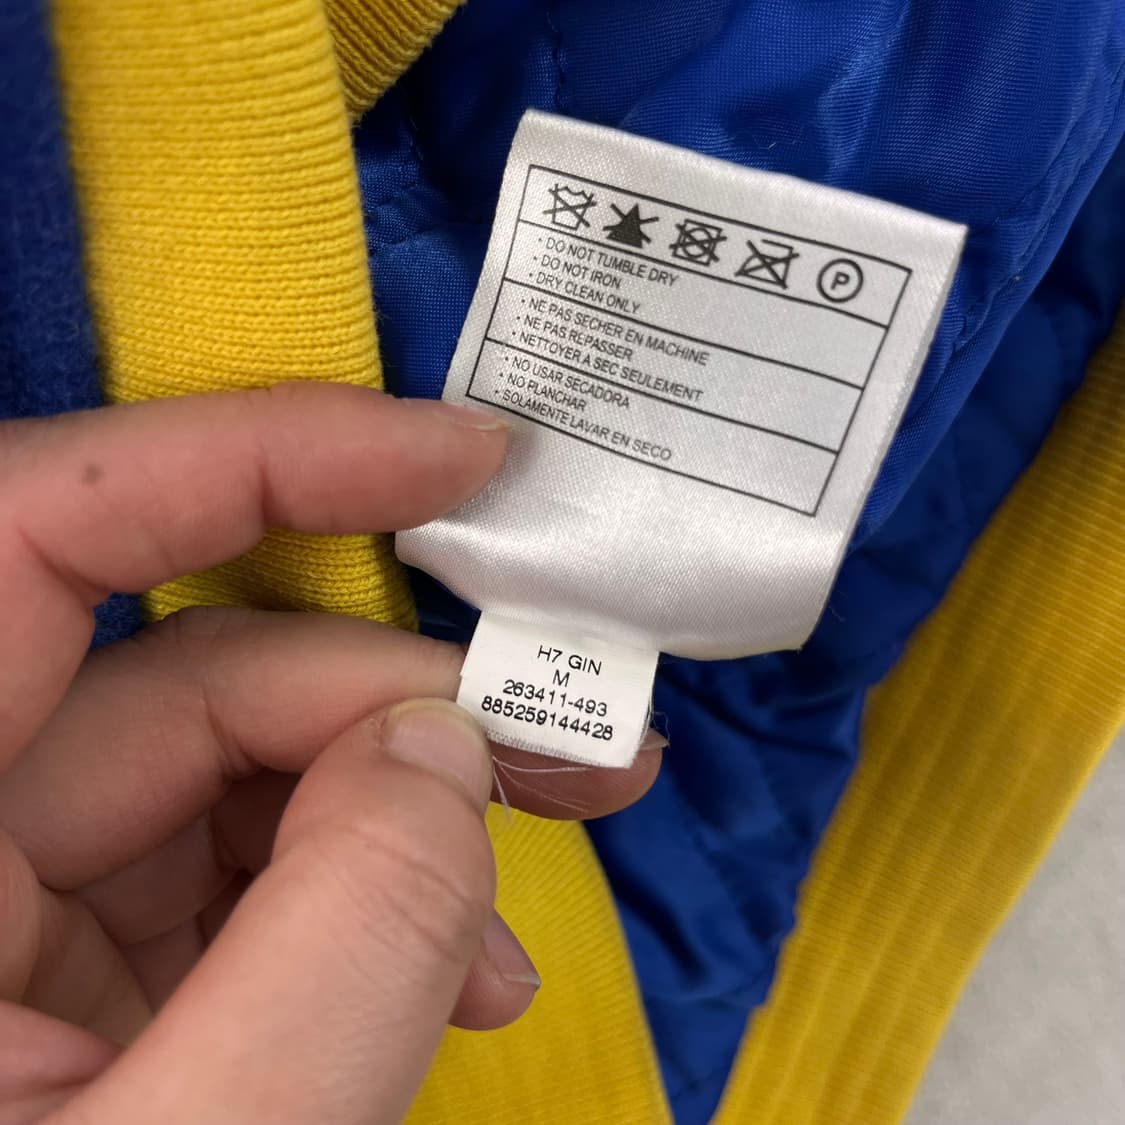 P
• DO NOT TUMBLE DRY
• DO NOT IRON
• DRY CLEAN ONLY
• NE PAS SECHER EN MACHINE
• NE PAS REPASSER
• NETTOYER A SEC SEULEMENT
• NO USAR SECADORA
• NO PLANCHAR
• SOLAMENTE LAVAR EN SECO
H7 GIN
M
263411-493
885259144428